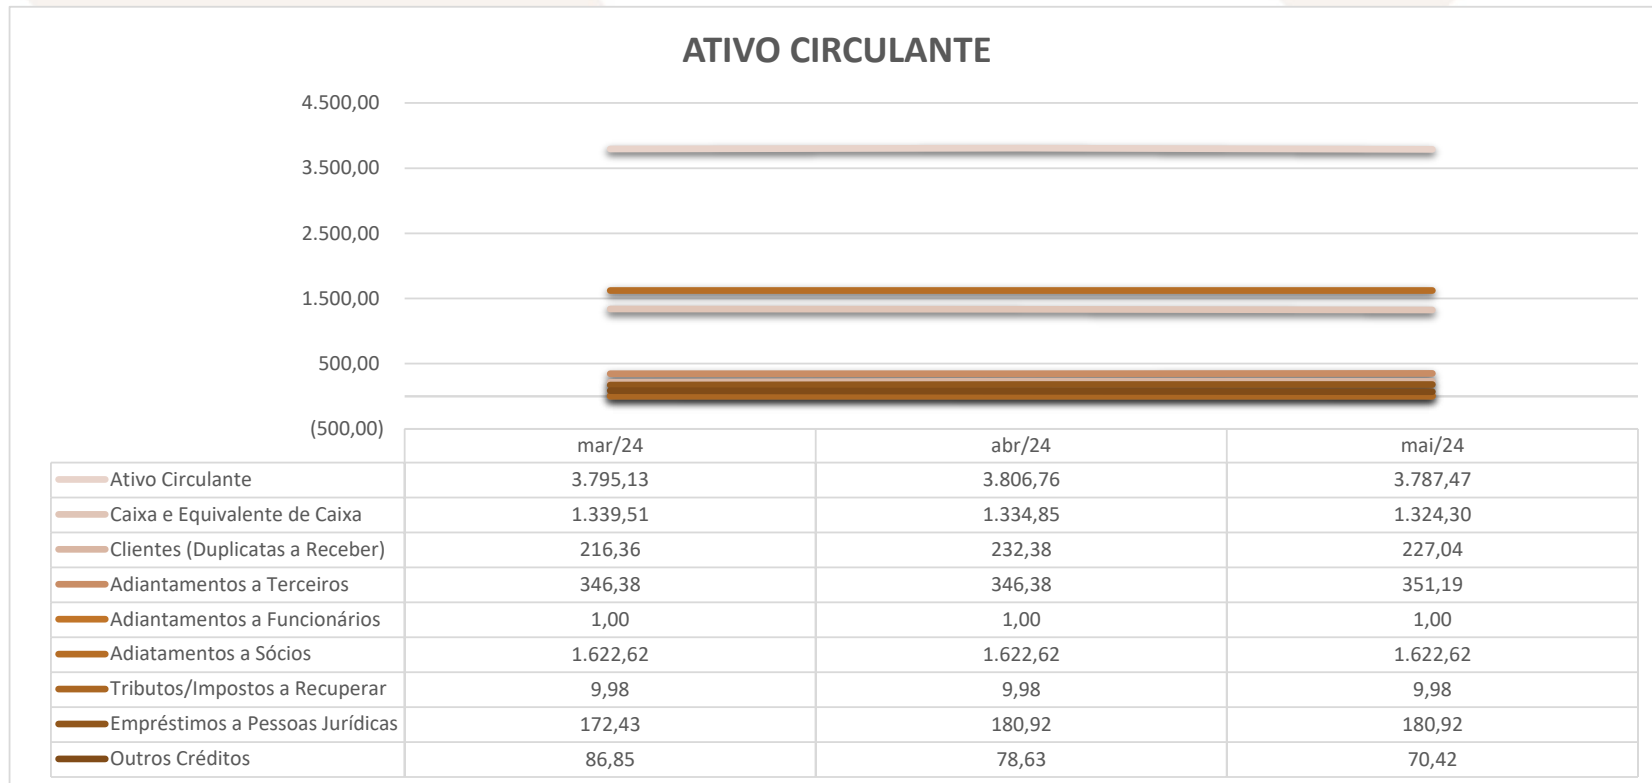 ATIVO CIRCULANTE
4.500,00
3.500,00
2.500,00
1.500,00
500,00
(500,00)
mar/24 abr/24 mai/24
Ativo Circulante 3.795,13 3.806,76 3.787,47
Caixa e Equivalente de Caixa 1.339,51 1.334,85 1.324,30
Clientes (Duplicatas a Receber) 216,36 232,38 227,04
Adiantamentos a Terceiros 346,38 346,38 351,19
Adiantamentos a Funcionários 1,00 1,00 1,00
Adiatamentos a Sócios 1.622,62 1.622,62 1.622,62
Tributos/Impostos a Recuperar 9,98 9,98 9,98
Empréstimos a Pessoas Jurídicas 172,43 180,92 180,92
Outros Créditos 86,85 78,63 70,42